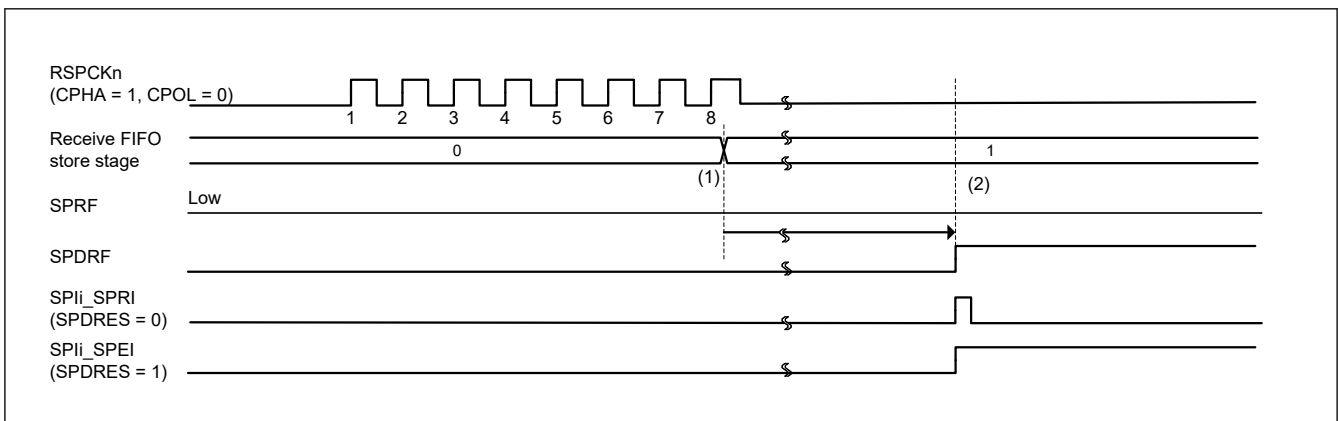 RSPCKn
(CPHA = 1, CPOL = 0)
1 2 3 4 5 6 7 8
Receive FIFO
store stage
0
1
(1)
(2)
SPRF
Low
SPDRF
SPIi_SPRI
(SPDRES = 0)
SPIi_SPEI
(SPDRES = 1)